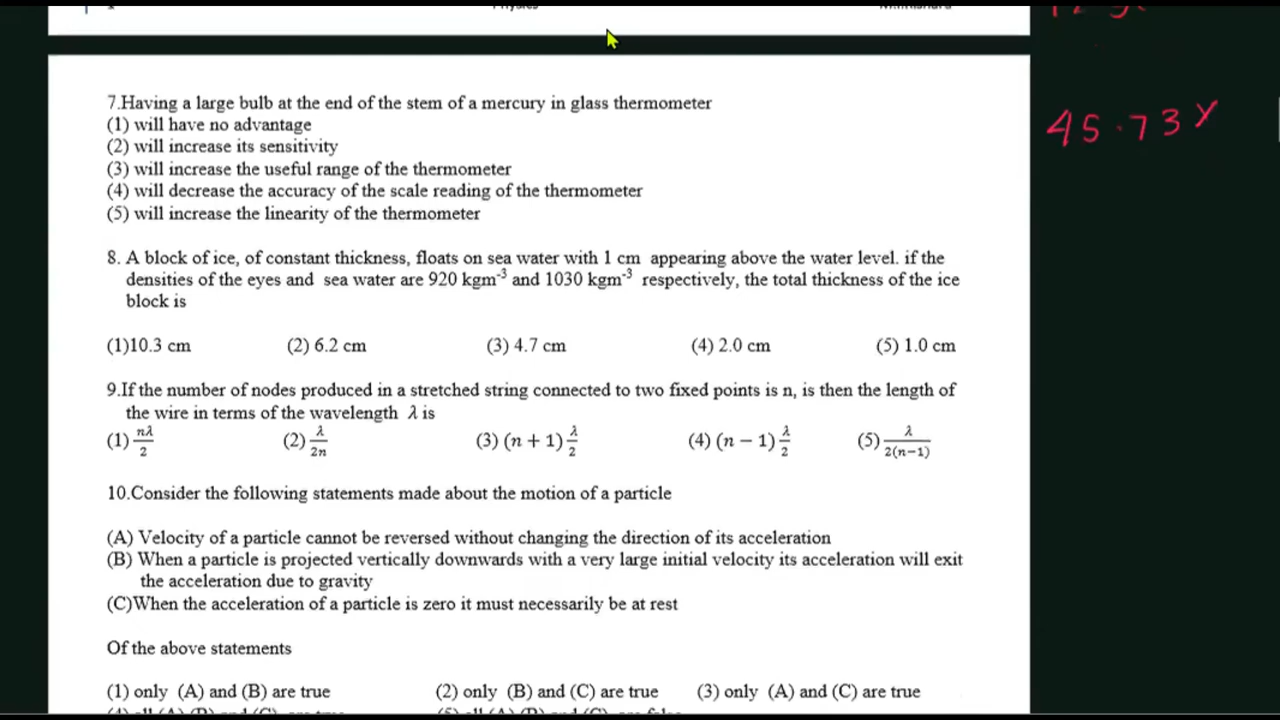 7.Having a large bulb at the end of the stem of a mercury in glass thermometer
(1) will have no advantage
(2) will increase its sensitivity
(3) will increase the useful range of the thermometer
(4) will decrease the accuracy of the scale reading of the thermometer
(5) will increase the linearity of the thermometer
45.73x
8. A block of ice, of constant thickness, floats on sea water with 1 cm appearing above the water level. if the
densities of the eyes and sea water are 920 kgm⁻³ and 1030 kgm⁻³ respectively, the total thickness of the ice
block is
(1)10.3 cm (2) 6.2 cm (3) 4.7 cm (4) 2.0 cm (5) 1.0 cm
9.If the number of nodes produced in a stretched string connected to two fixed points is n, is then the length of
the wire in terms of the wavelength λ is
(1) nλ/2 (2) λ/2n (3) (n + 1) λ/2 (4) (n − 1) λ/2 (5) λ/2(n−1)
10.Consider the following statements made about the motion of a particle
(A) Velocity of a particle cannot be reversed without changing the direction of its acceleration
(B) When a particle is projected vertically downwards with a very large initial velocity its acceleration will exit
the acceleration due to gravity
(C)When the acceleration of a particle is zero it must necessarily be at rest
Of the above statements
(1) only (A) and (B) are true (2) only (B) and (C) are true (3) only (A) and (C) are true